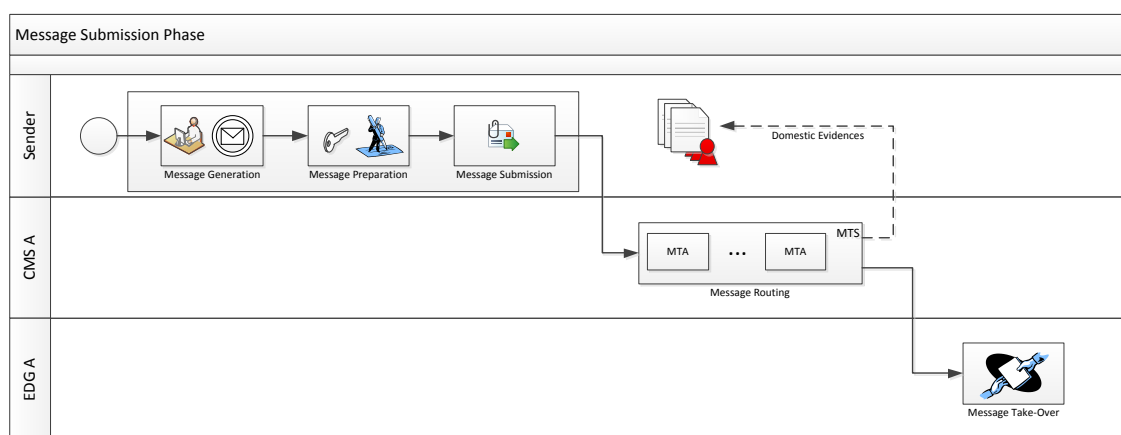 Message Submission Phase
Sender
Message Generation
Message Preparation
Message Submission
Domestic Evidences
CMS A
MTS
MTA
...
MTA
Message Routing
EDG A
Message Take-Over